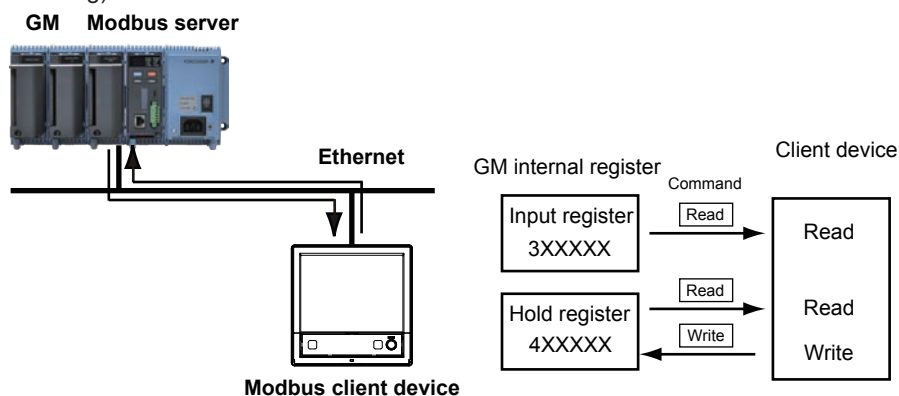 GM Modbus server
Ethernet
Modbus client device
GM internal register
Client device
Command
Input register
3XXXXX
Read
Read
Hold register
4XXXXX
Read
Read
Write
Write